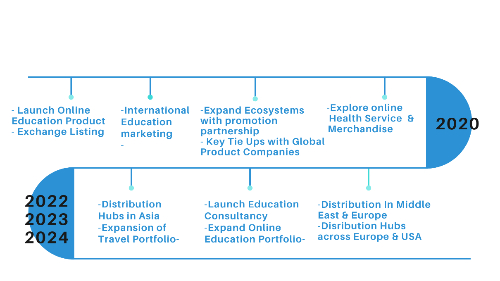 - Launch Online
Education Product
- Exchange Listing
-International
Education
marketing
-
-Expand Ecosystems
with promotion
partnership
- Key Tie Ups with Global
Product Companies
-Explore online
Health Service &
Merchandise
2020
2022
2023
2024
-Distribution
Hubs in Asia
-Expansion of
Travel Portfolio-
-Launch Education
Consultancy
-Expand Online
Education Portfolio-
-Distribution In Middle
East & Europe
-Disribution Hubs
across Europe & USA